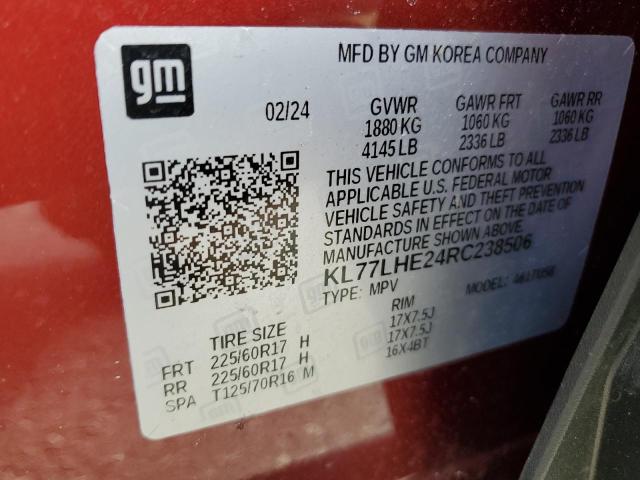 gm
MFD BY GM KOREA COMPANY
02/24 GVWR GAWR FRT GAWR RR
1880 KG 1060 KG 1060 KG
4145 LB 2336 LB 2336 LB
THIS VEHICLE CONFORMS TO ALL
APPLICABLE U.S. FEDERAL MOTOR
VEHICLE SAFETY AND THEFT PREVENTION
STANDARDS IN EFFECT ON THE DATE OF
MANUFACTURE SHOWN ABOVE.
KL77LHE24RC238506
TYPE: MPV MODEL:
TIRE SIZE RIM
FRT 225/60R17 H 17X7.5J
RR 225/60R17 H 17X7.5J
SPA T125/70R16 M 16X4BT